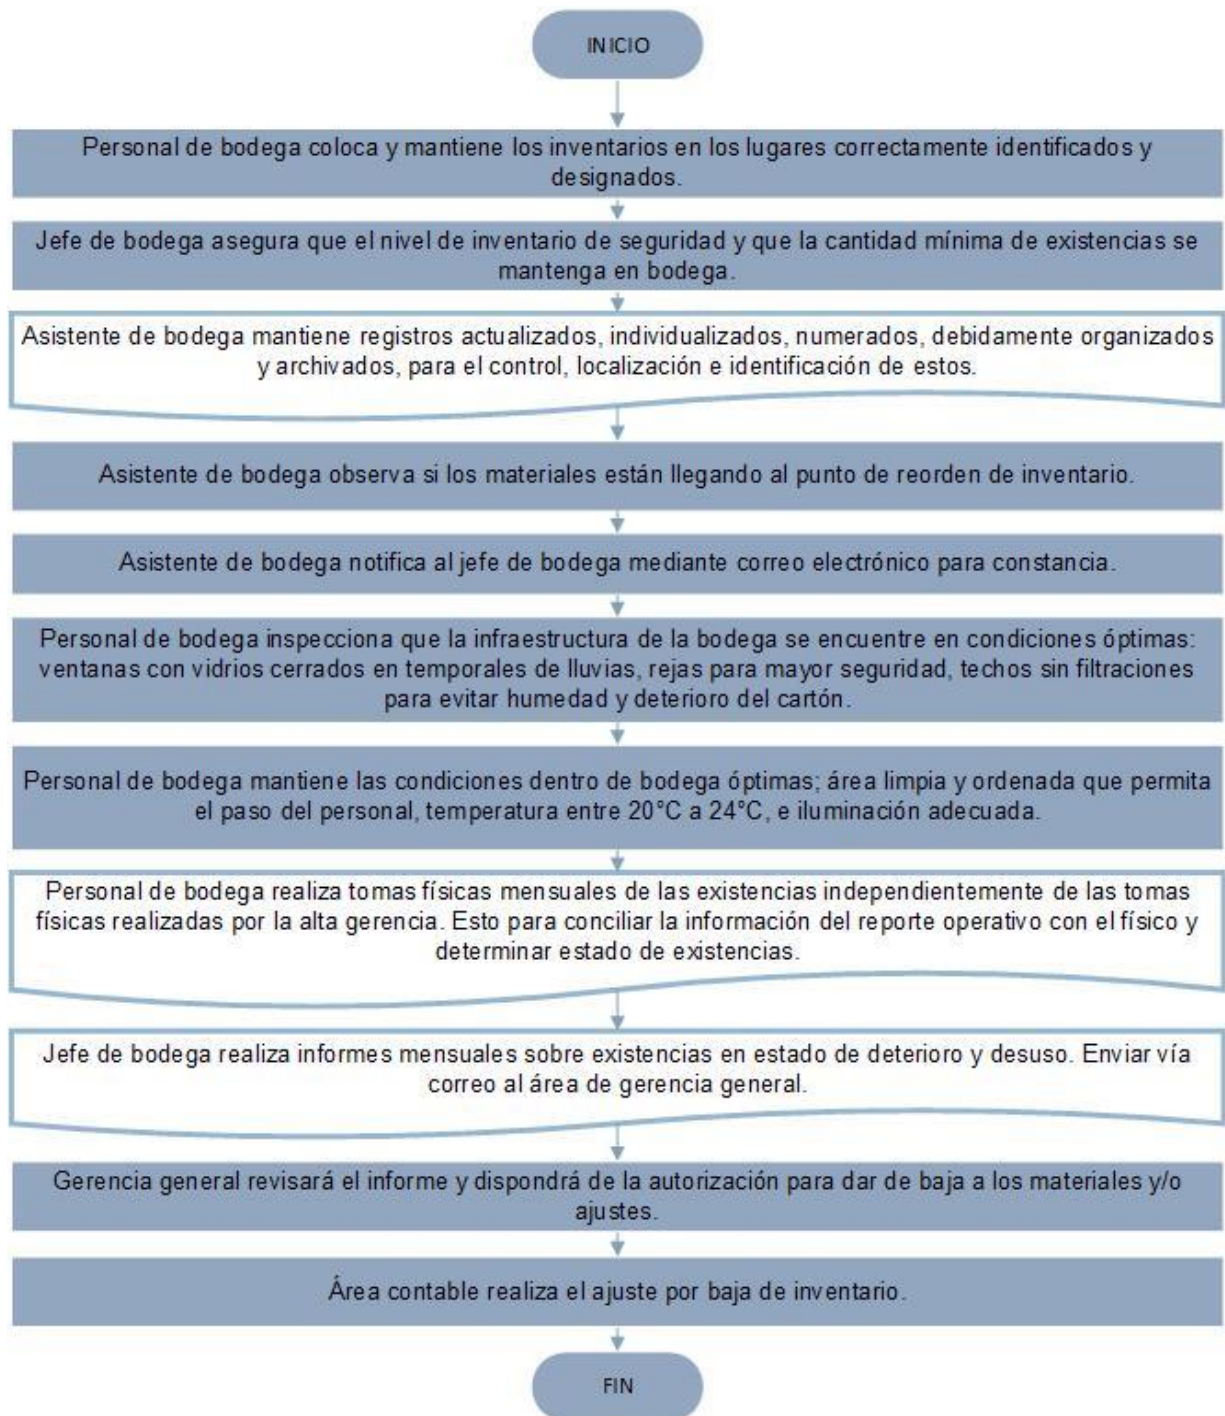 INICIO
Personal de bodega coloca y mantiene los inventarios en los lugares correctamente identificados y
designados.
Jefe de bodega asegura que el nivel de inventario de seguridad y que la cantidad mínima de existencias se
mantenga en bodega.
Asistente de bodega mantiene registros actualizados, individualizados, numerados, debidamente organizados
y archivados, para el control, localización e identificación de estos.
Asistente de bodega observa si los materiales están llegando al punto de reorden de inventario.
Asistente de bodega notifica al jefe de bodega mediante correo electrónico para constancia.
Personal de bodega inspecciona que la infraestructura de la bodega se encuentre en condiciones óptimas:
ventanas con vidrios cerrados en temporales de lluvias, rejas para mayor seguridad, techos sin filtraciones
para evitar humedad y deterioro del cartón.
Personal de bodega mantiene las condiciones dentro de bodega óptimas; área limpia y ordenada que permita
el paso del personal, temperatura entre 20°C a 24°C, e iluminación adecuada.
Personal de bodega realiza tomas físicas mensuales de las existencias independientemente de las tomas
físicas realizadas por la alta gerencia. Esto para conciliar la información del reporte operativo con el físico y
determinar estado de existencias.
Jefe de bodega realiza informes mensuales sobre existencias en estado de deterioro y desuso. Enviar vía
correo al área de gerencia general.
Gerencia general revisará el informe y dispondrá de la autorización para dar de baja a los materiales y/o
ajustes.
Área contable realiza el ajuste por baja de inventario.
FIN